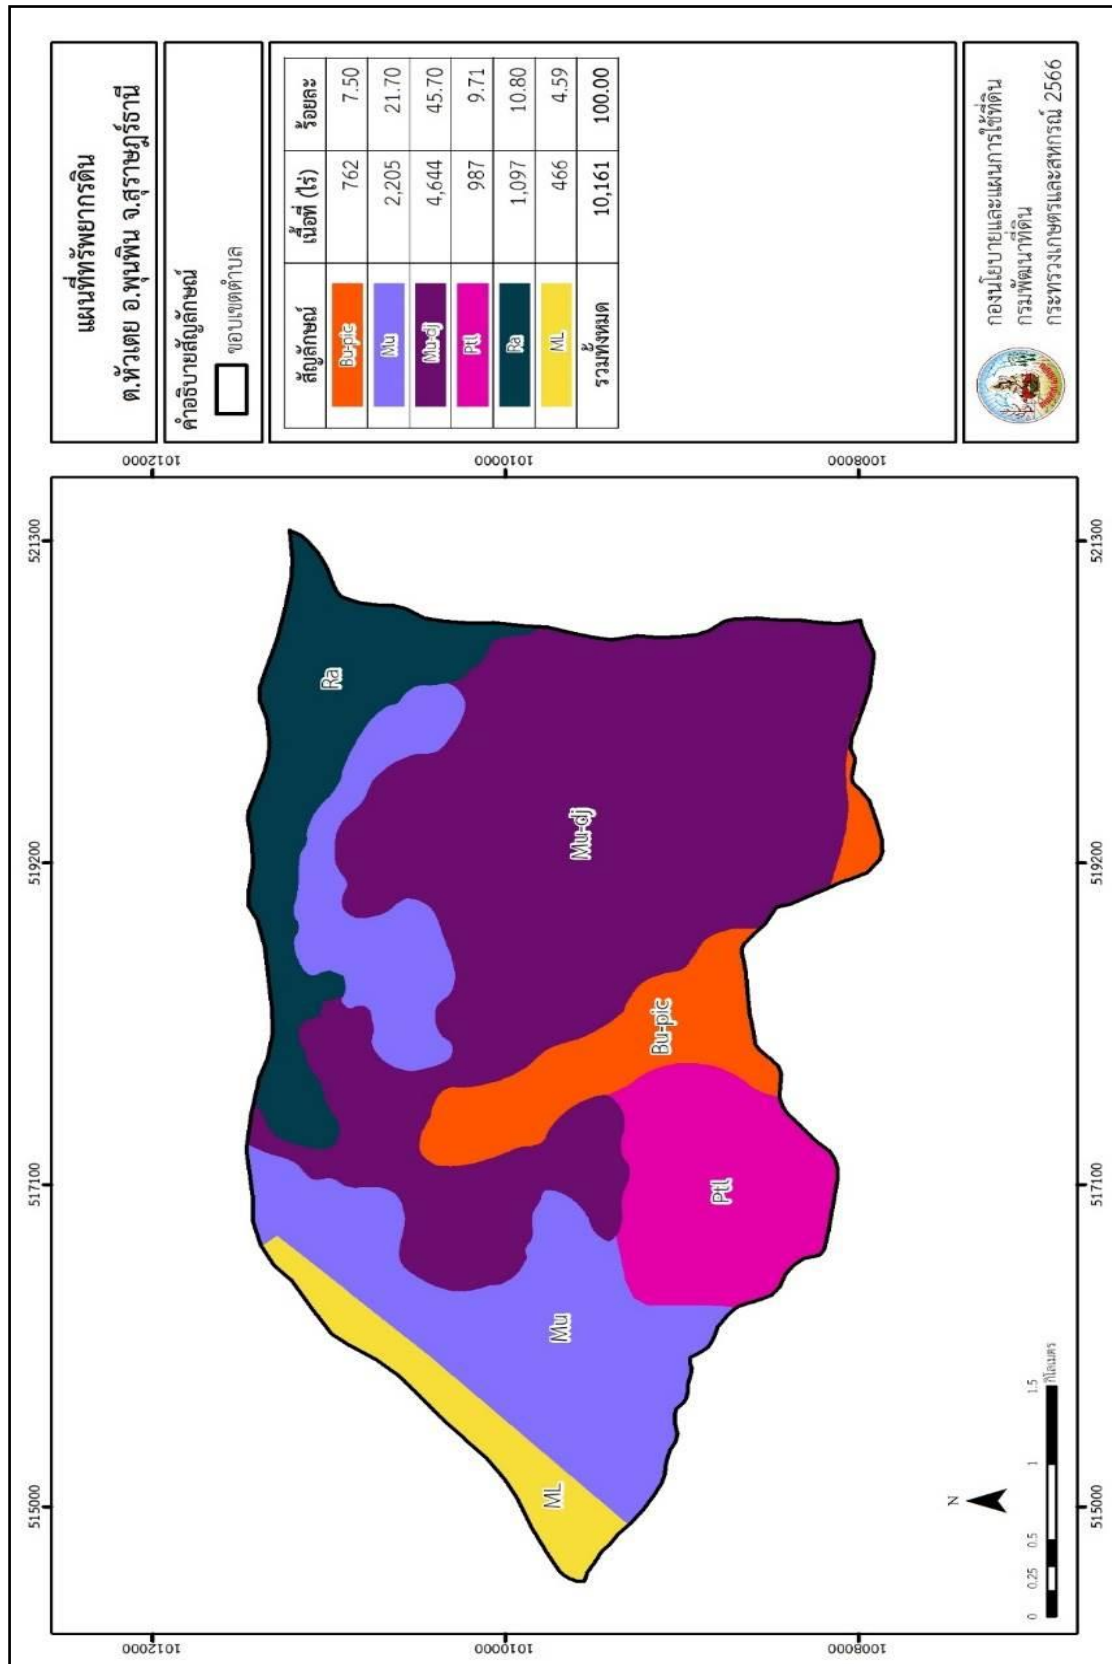 แผนที่ทรัพยากรดิน
ต.หัวเตย อ.พุนพิน จ.สุราษฎร์ธานี
คำอธิบายสัญลักษณ์
ขอบเขตตำบล
สัญลักษณ์ เนื้อที่ (ไร่) ร้อยละ
Bu-pic 762 7.50
Mu 2,205 21.70
Mu-dj 4,644 45.70
Ptl 987 9.71
Ra 1,097 10.80
ML 466 4.59
รวมทั้งหมด 10,161 100.00
กองนโยบายและแผนการใช้ที่ดิน
กรมพัฒนาที่ดิน
กระทรวงเกษตรและสหกรณ์ 2566
515000 517100 519200 521300
1012000
1010000
1008000
Ra
Mu-dj
Bu-pic
Ptl
Mu
ML
1012000
1010000
1008000
515000 517100 519200 521300
N
0 0.25 0.5 1 1.5
กิโลเมตร